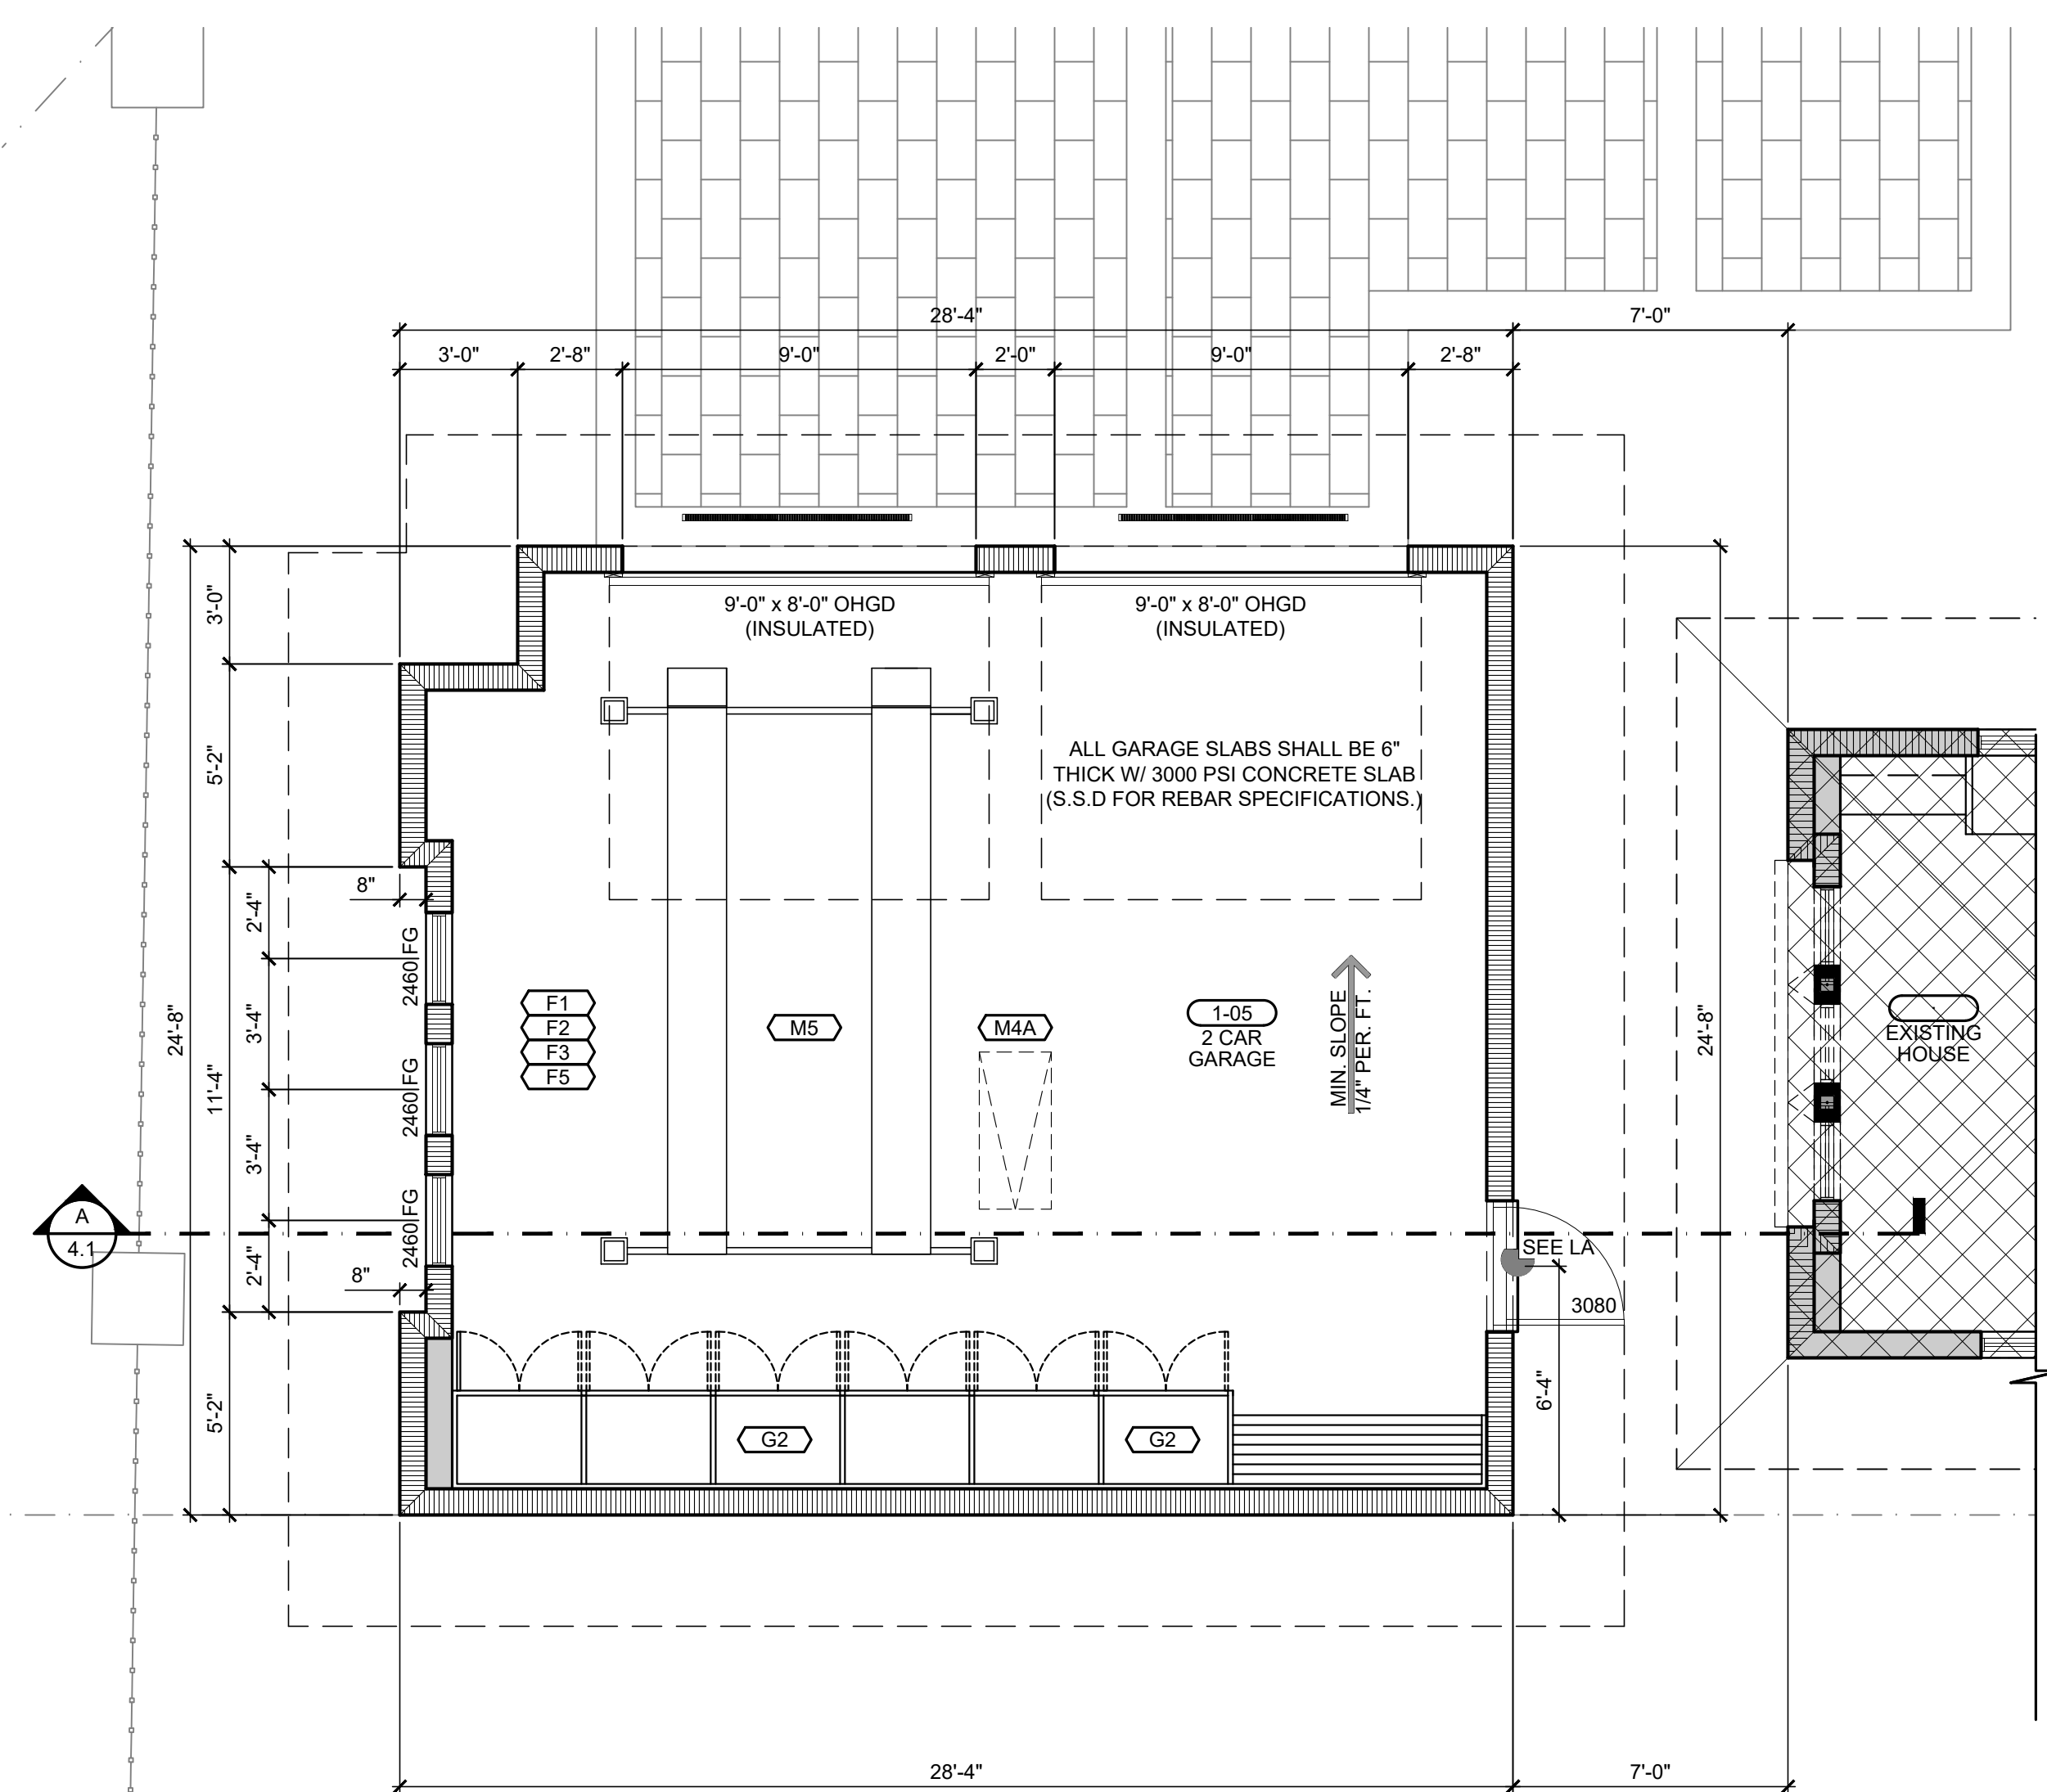 28'-4"
7'-0"
3'-0"
2'-8"
9'-0"
2'-0"
9'-0"
2'-8"
9'-0" x 8'-0" OHGD
(INSULATED)
9'-0" x 8'-0" OHGD
(INSULATED)
3'-0"
5'-2"
ALL GARAGE SLABS SHALL BE 6"
THICK W/ 3000 PSI CONCRETE SLAB
(S.S.D FOR REBAR SPECIFICATIONS.)
8"
2'-4"
2460 FG
24'-8"
11'-4"
3'-4"
2460 FG
3'-4"
2460 FG
2'-4"
8"
5'-2"
F1
F2
F3
F5
M5
M4A
1-05
2 CAR
GARAGE
MIN. SLOPE
1/4" PER. FT.
24'-8"
EXISTING
HOUSE
A
4.1
SEE LA
3080
6'-4"
G2
G2
28'-4"
7'-0"